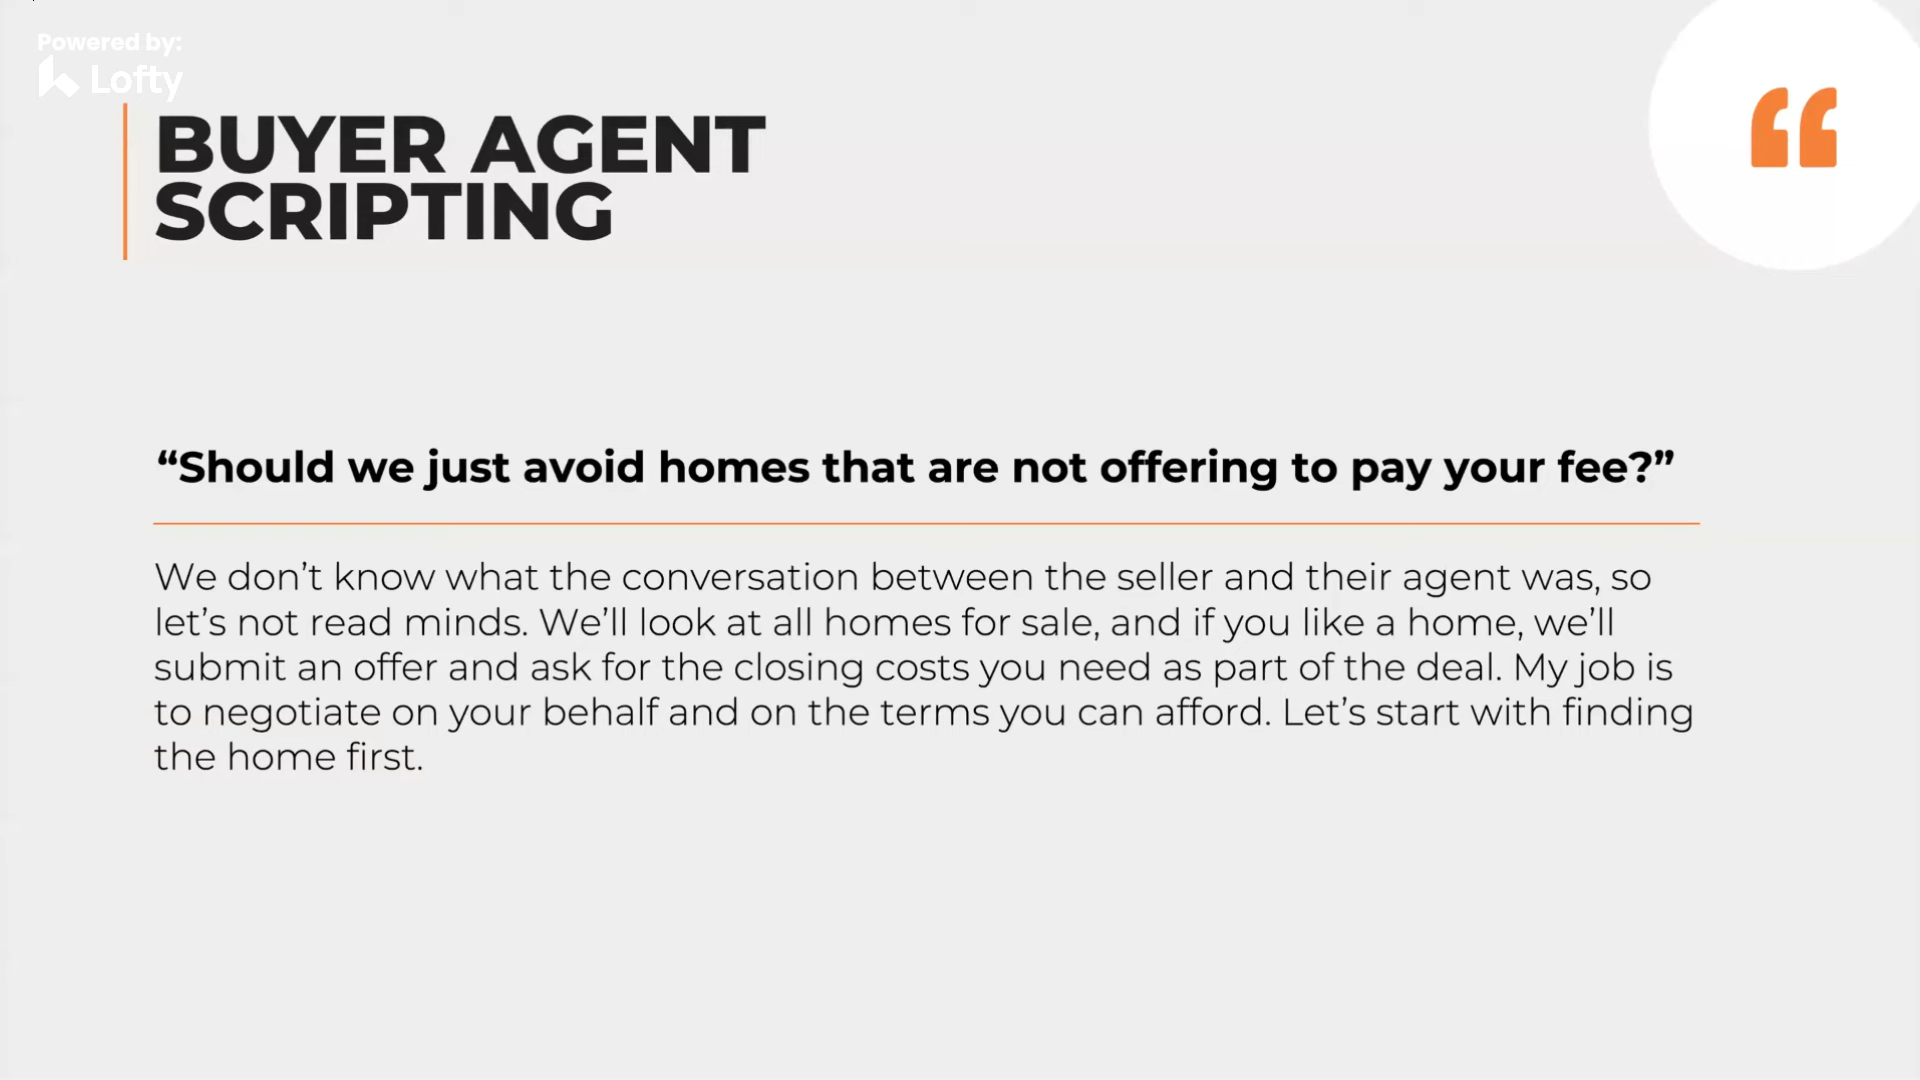 Powered by:
Lofty
BUYER AGENT
SCRIPTING
“Should we just avoid homes that are not offering to pay your fee?”
We don’t know what the conversation between the seller and their agent was, so
let’s not read minds. We’ll look at all homes for sale, and if you like a home, we’ll
submit an offer and ask for the closing costs you need as part of the deal. My job is
to negotiate on your behalf and on the terms you can afford. Let’s start with finding
the home first.